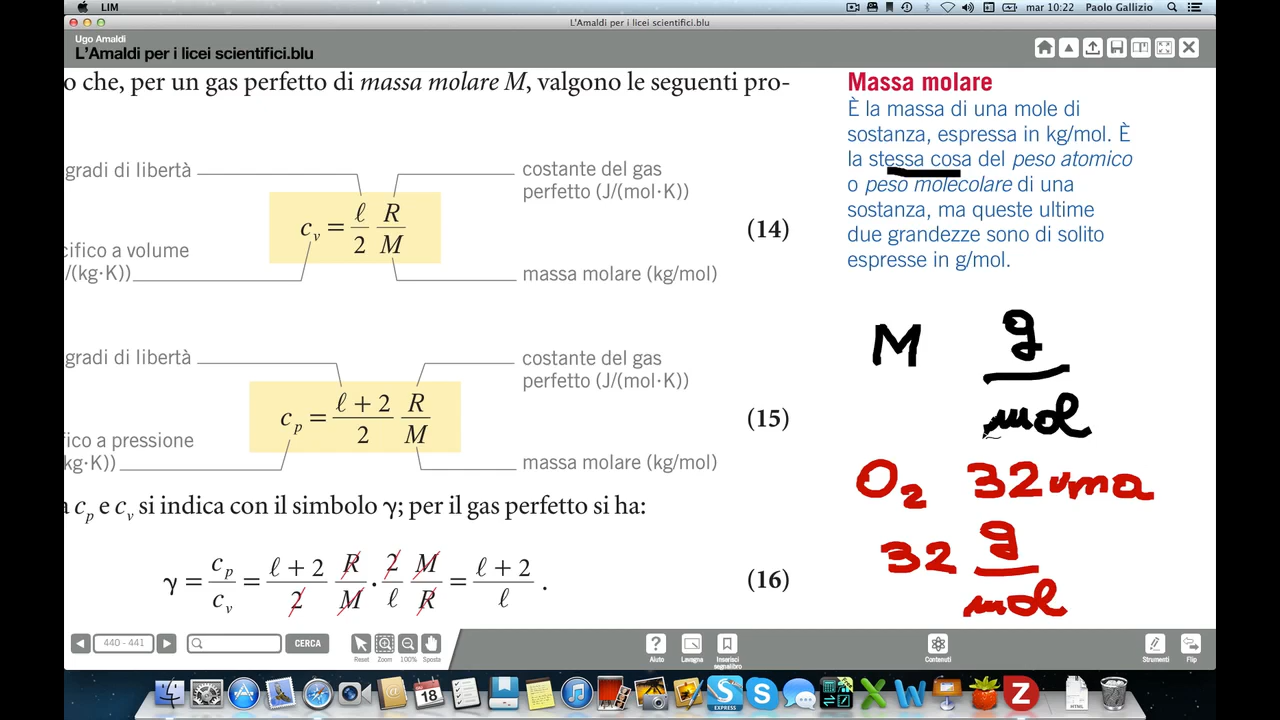 LIM
mar 10:22 Paolo Gallizio
L'Amaldi per i licei scientifici.blu
Ugo Amaldi
L'Amaldi per i licei scientifici.blu
o che, per un gas perfetto di massa molare M, valgono le seguenti pro-
gradi di libertà
costante del gas
perfetto (J/(mol·K))
c_v = ℓ/2 R/M
(14)
cifico a volume
/(kg·K))
massa molare (kg/mol)
gradi di libertà
costante del gas
perfetto (J/(mol·K))
c_p = (ℓ + 2)/2 R/M
(15)
ifico a pressione
kg·K))
massa molare (kg/mol)
a c_p e c_v si indica con il simbolo γ; per il gas perfetto si ha:
γ = c_p/c_v = (ℓ + 2)/2 R/M · 2/ℓ M/R = (ℓ + 2)/ℓ .
(16)
Massa molare
È la massa di una mole di
sostanza, espressa in kg/mol. È
la stessa cosa del peso atomico
o peso molecolare di una
sostanza, ma queste ultime
due grandezze sono di solito
espresse in g/mol.
M g/mol
O2 32 uma
32 g/mol
440 - 441
CERCA
Reset
Zoom
100%
Sposta
Aiuto
Lavagna
Inserisci
segnalibro
Contenuti
Strumenti
Flip
18
EXPRESS
HTML